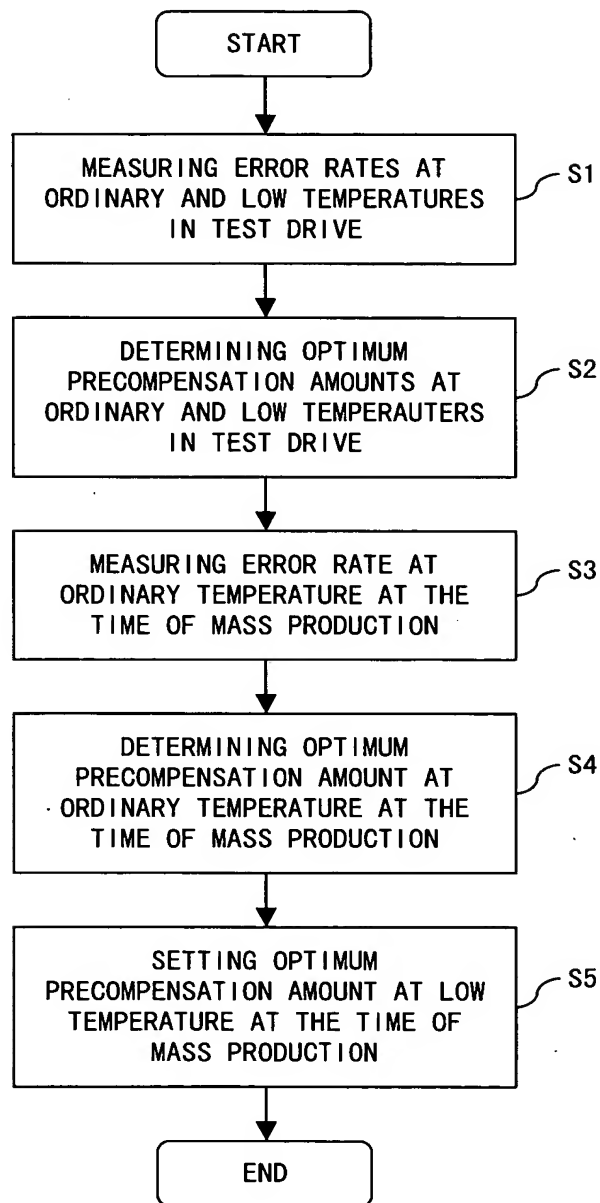 START
MEASURING ERROR RATES AT
ORDINARY AND LOW TEMPERATURES
IN TEST DRIVE
S1
DETERMINING OPTIMUM
PRECOMPENSATION AMOUNTS AT
ORDINARY AND LOW TEMPERAUTERS
IN TEST DRIVE
S2
MEASURING ERROR RATE AT
ORDINARY TEMPERATURE AT THE
TIME OF MASS PRODUCTION
S3
DETERMINING OPTIMUM
PRECOMPENSATION AMOUNT AT
ORDINARY TEMPERATURE AT THE
TIME OF MASS PRODUCTION
S4
SETTING OPTIMUM
PRECOMPENSATION AMOUNT AT LOW
TEMPERATURE AT THE TIME OF
MASS PRODUCTION
S5
END